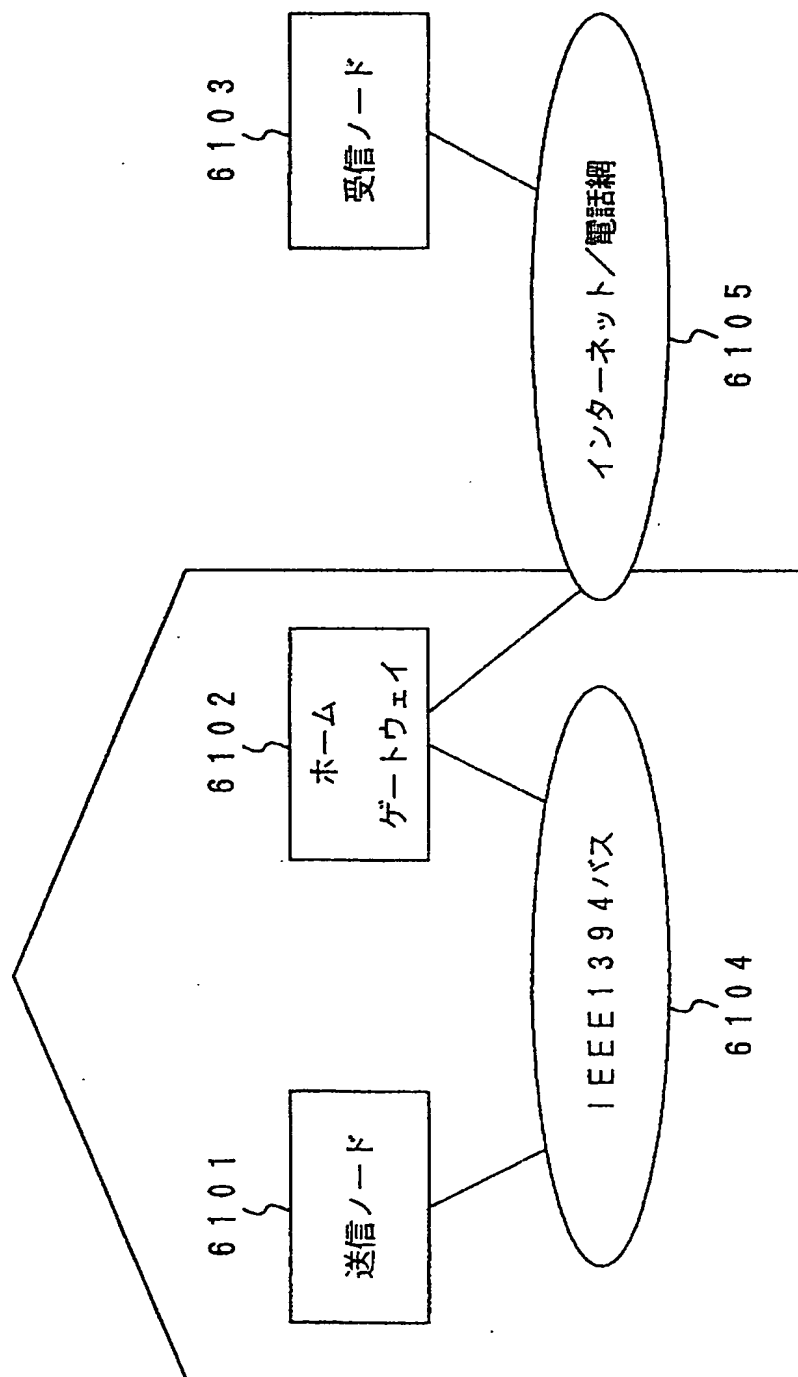 6101
送信ノード
6102
ホーム
ゲートウェイ
6103
受信ノード
IEEE1394バス
6104
インターネット/電話網
6105